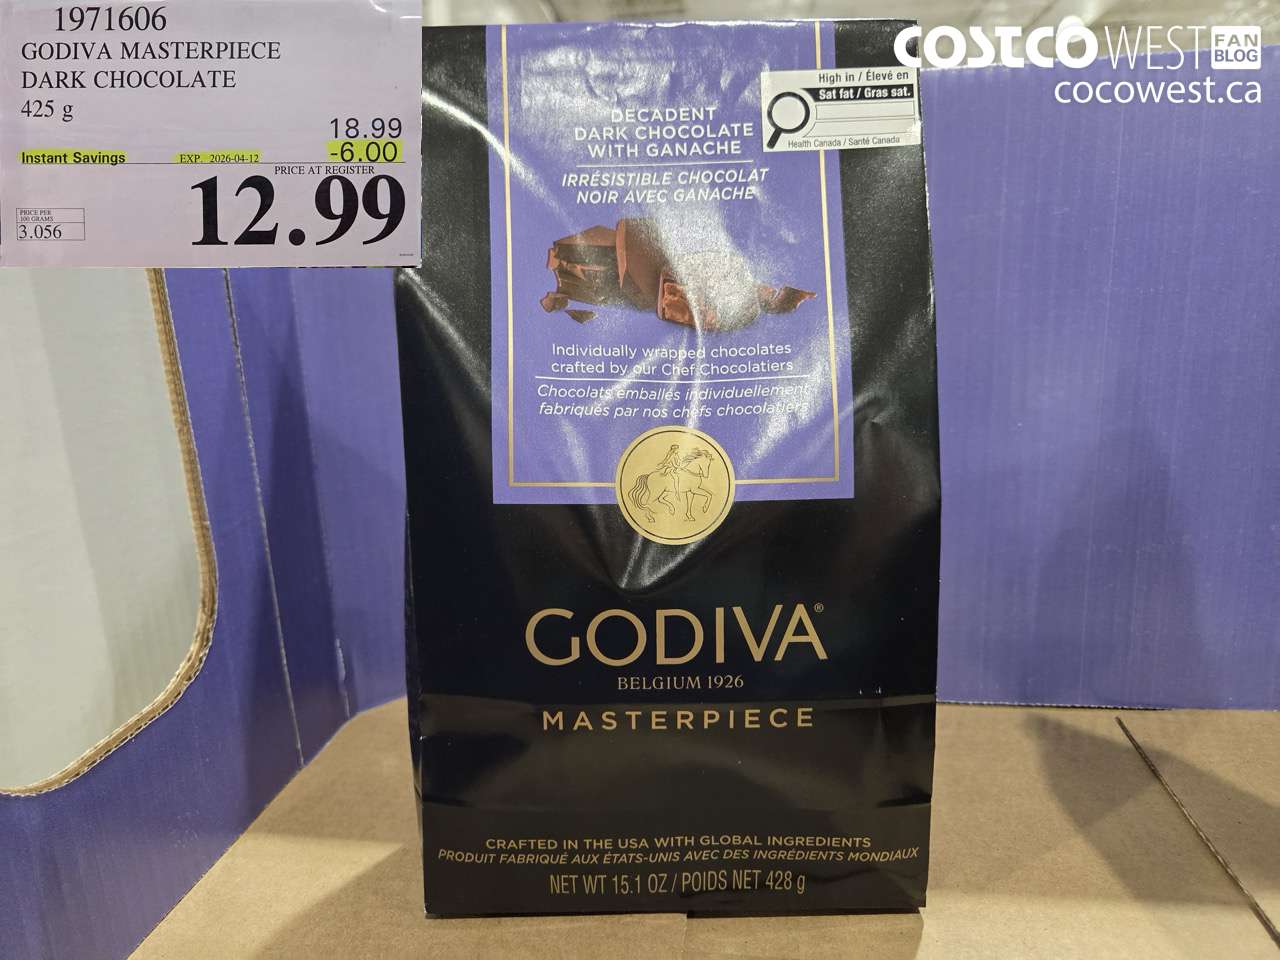 1971606
GODIVA MASTERPIECE
DARK CHOCOLATE
425 g
18.99
Instant Savings EXP. 2026-04-12 -6.00
PRICE AT REGISTER
12.99
PRICE PER
100 GRAMS
3.056
COSTCO WEST FAN BLOG
cocowest.ca
High in / Élevé en
Sat fat / Gras sat.
Health Canada / Santé Canada
DECADENT
DARK CHOCOLATE
WITH GANACHE
IRRÉSISTIBLE CHOCOLAT
NOIR AVEC GANACHE
Individually wrapped chocolates
crafted by our Chef Chocolatiers
Chocolats emballés individuellement
fabriqués par nos chefs chocolatiers
GODIVA®
BELGIUM 1926
MASTERPIECE
CRAFTED IN THE USA WITH GLOBAL INGREDIENTS
PRODUIT FABRIQUÉ AUX ÉTATS-UNIS AVEC DES INGRÉDIENTS MONDIAUX
NET WT 15.1 OZ / POIDS NET 428 g